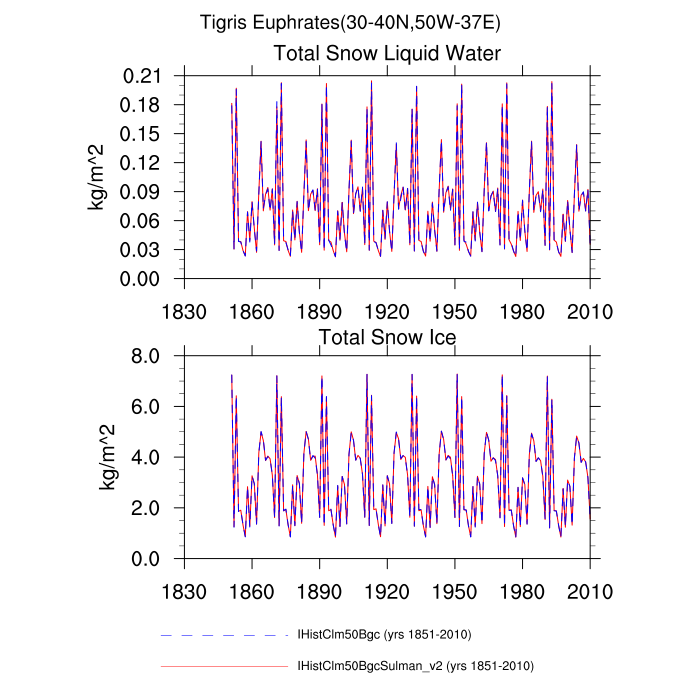 Tigris Euphrates(30-40N,50W-37E)
Total Snow Liquid Water
kg/m^2
0.21
0.18
0.15
0.12
0.09
0.06
0.03
0.00
1830 1860 1890 1920 1950 1980 2010
Total Snow Ice
kg/m^2
8.0
6.0
4.0
2.0
0.0
1830 1860 1890 1920 1950 1980 2010
IHistClm50Bgc (yrs 1851-2010)
IHistClm50BgcSulman_v2 (yrs 1851-2010)